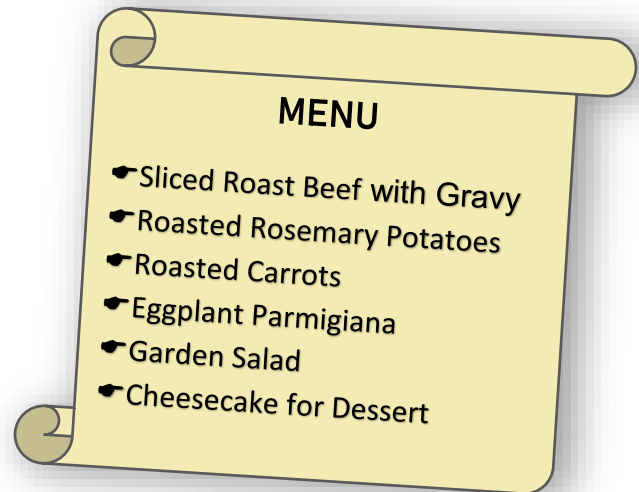 MENU
☛Sliced Roast Beef with Gravy
☛Roasted Rosemary Potatoes
☛Roasted Carrots
☛Eggplant Parmigiana
☛Garden Salad
☛Cheesecake for Dessert